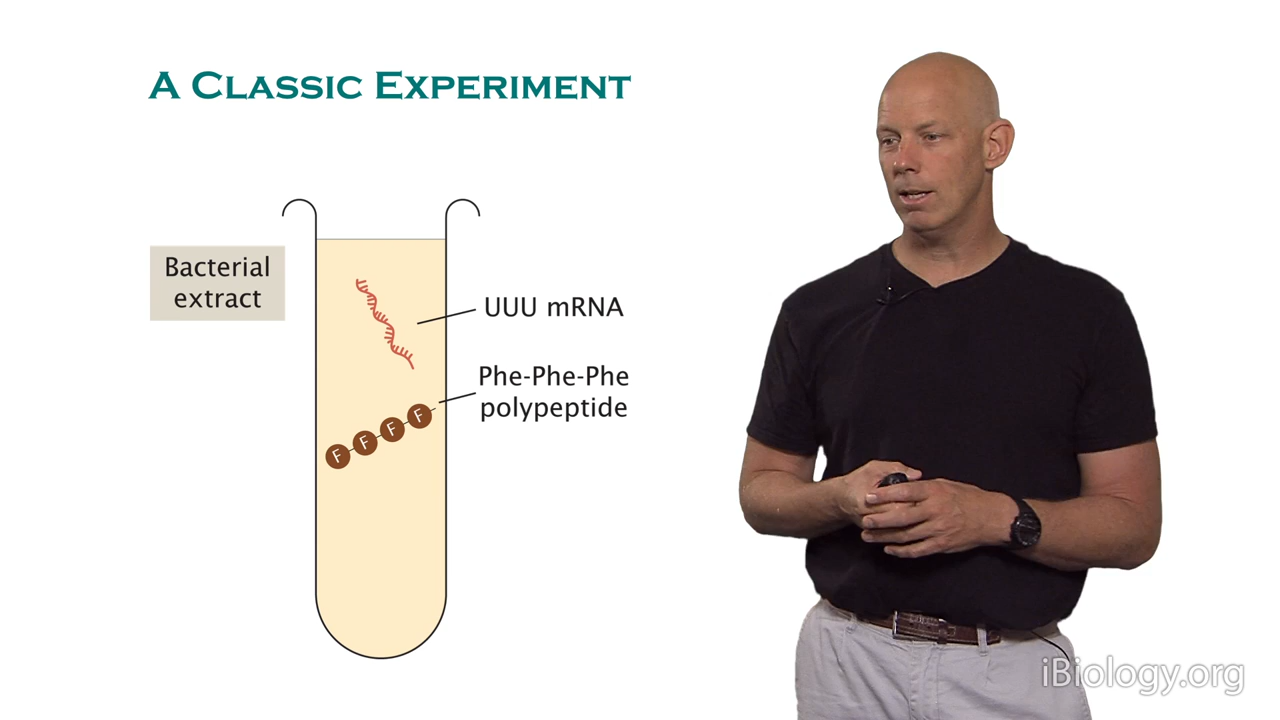 A Classic Experiment
Bacterial
extract
UUU mRNA
Phe-Phe-Phe
polypeptide
F F F F
iBiology.org